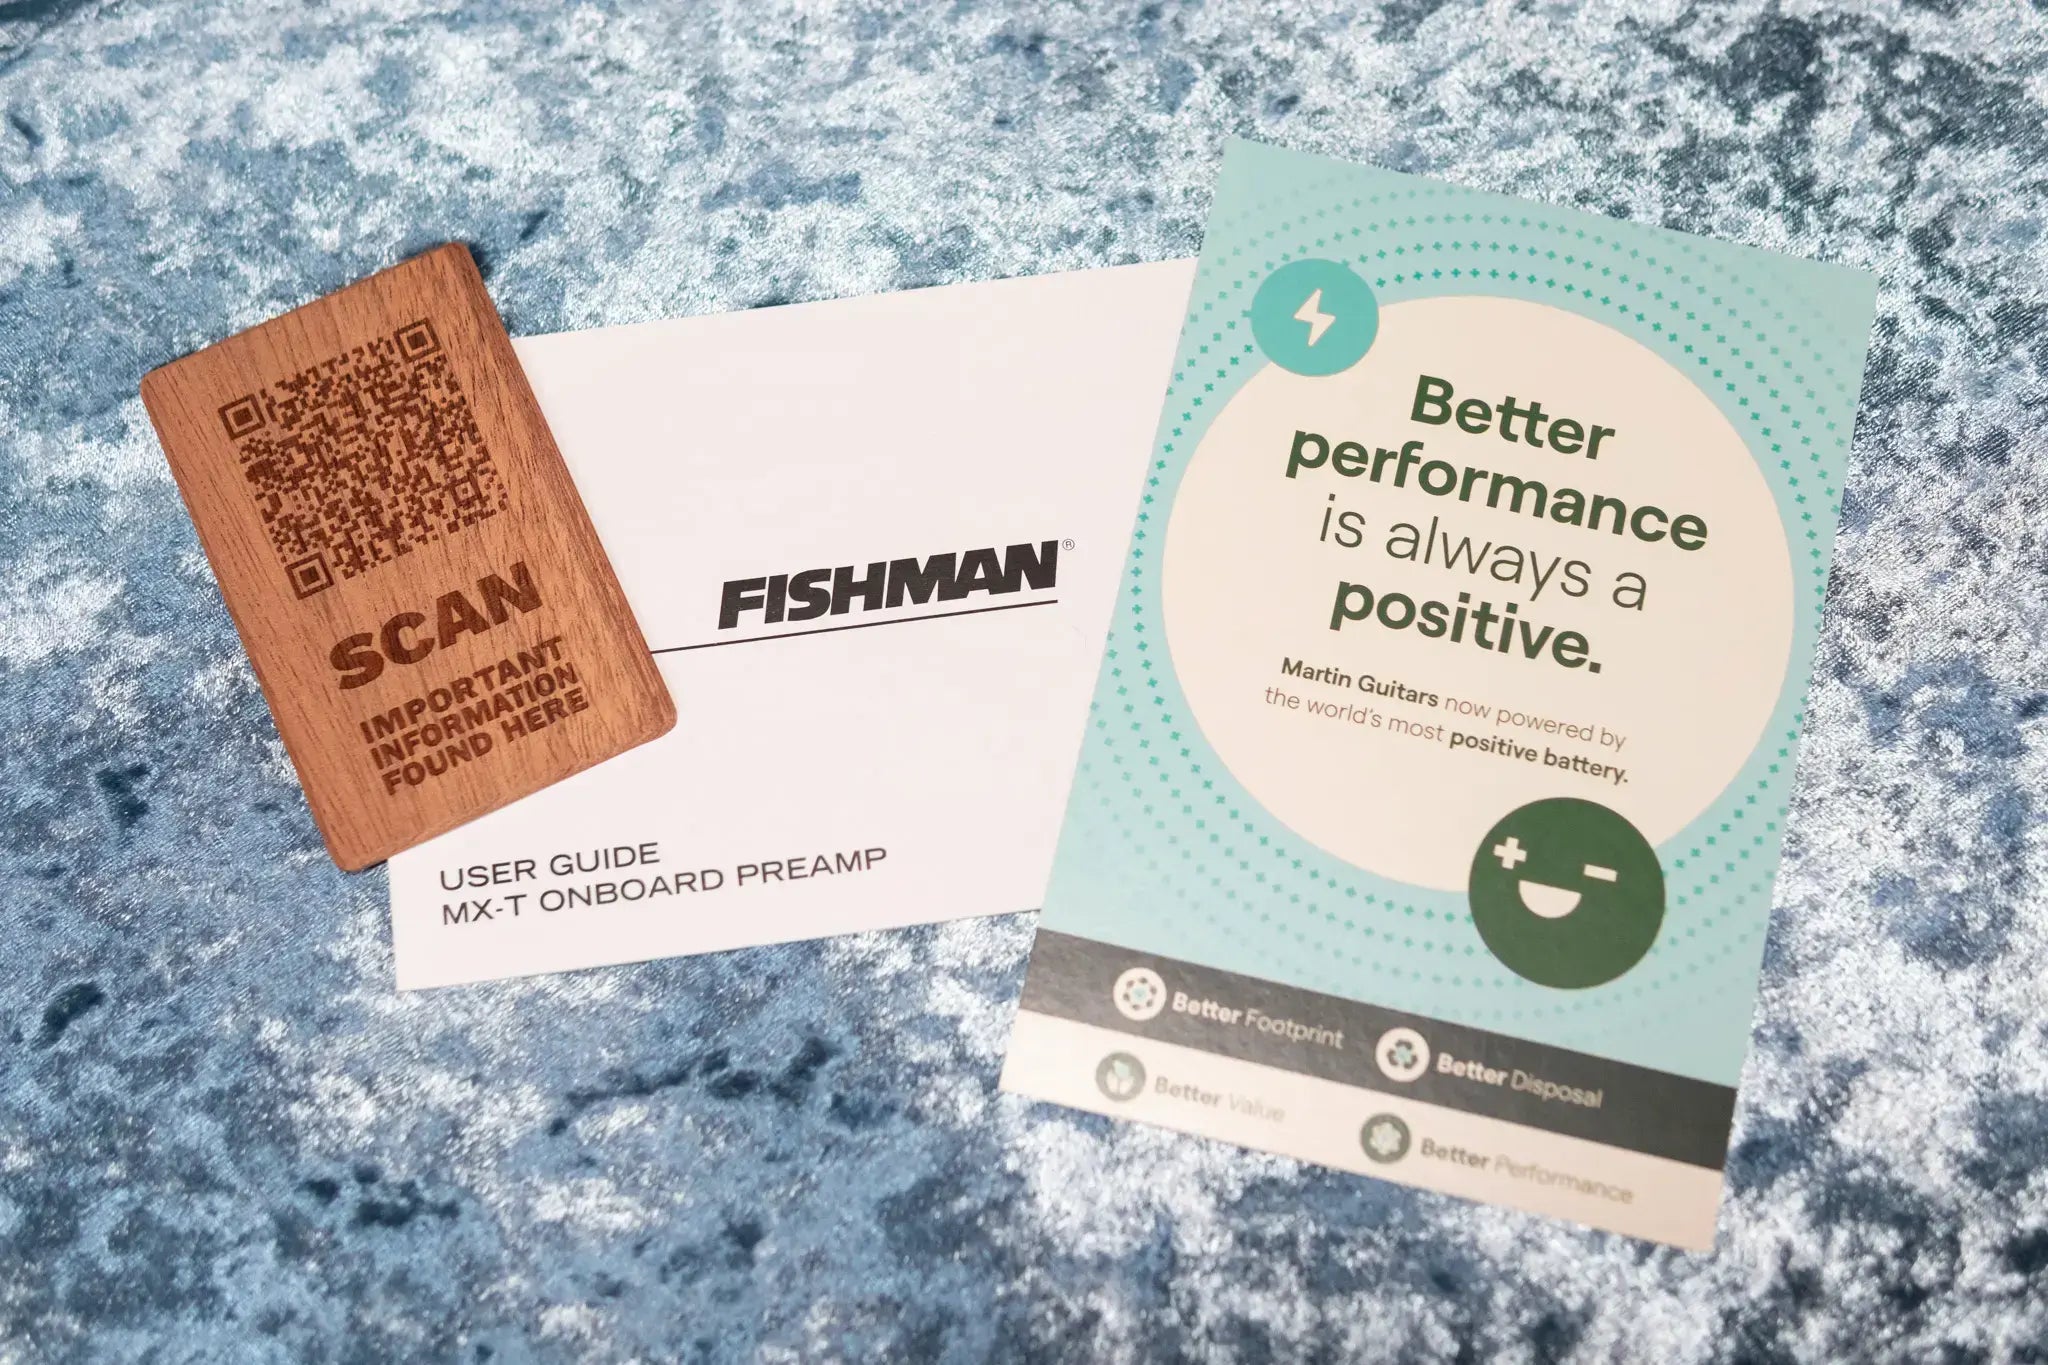 SCAN
IMPORTANT
INFORMATION
FOUND HERE
FISHMAN®
USER GUIDE
MX-T ONBOARD PREAMP
Better
performance
is always a
positive.
Martin Guitars now powered by
the world's most positive battery.
Better Footprint
Better Disposal
Better Value
Better Performance